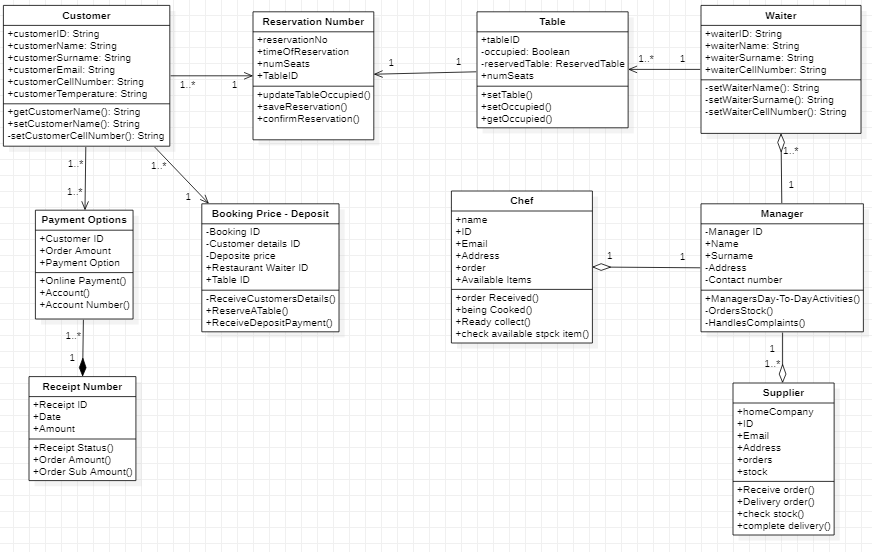 Customer
+customerID: String
+customerName: String
+customerSurname: String
+customerEmail: String
+customerCellNumber: String
+customerTemperature: String
+getCustomerName(): String
+setCustomerName(): String
-setCustomerCellNumber(): String
1..*
1
Reservation Number
+reservationNo
+timeOfReservation
+numSeats
+TableID
+updateTableOccupied()
+saveReservation()
+confirmReservation()
1
1
Table
+tableID
-occupied: Boolean
-reservedTable: ReservedTable
+numSeats
+setTable()
+setOccupied()
+getOccupied()
1..*
1
Waiter
+waiterID: String
+waiterName: String
+waiterSurname: String
+waiterCellNumber: String
-setWaiterName(): String
-setWaiterSurname(): String
-setWaiterCellNumber(): String
1..*
1
1..*
1..*
1..*
1
Payment Options
+Customer ID
+Order Amount
+Payment Option
+Online Payment()
+Account()
+Account Number()
Booking Price - Deposit
-Booking ID
-Customer details ID
-Deposite price
+Restaurant Waiter ID
+Table ID
-ReceiveCustomersDetails()
+ReserveATable()
+ReceiveDepositPayment()
Chef
+name
+ID
+Email
+Address
+order
+Available Items
+order Received()
+being Cooked()
+Ready collect()
+check available stpck item()
1
1
Manager
-Manager ID
+Name
+Surname
-Address
-Contact number
+ManagersDay-To-DayActivities()
-OrdersStock()
-HandlesComplaints()
1..*
1
Receipt Number
+Receipt ID
+Date
+Amount
+Receipt Status()
+Order Amount()
+Order Sub Amount()
1
1..*
Supplier
+homeCompany
+ID
+Email
+Address
+orders
+stock
+Receive order()
+Delivery order()
+check stock()
+complete delivery()